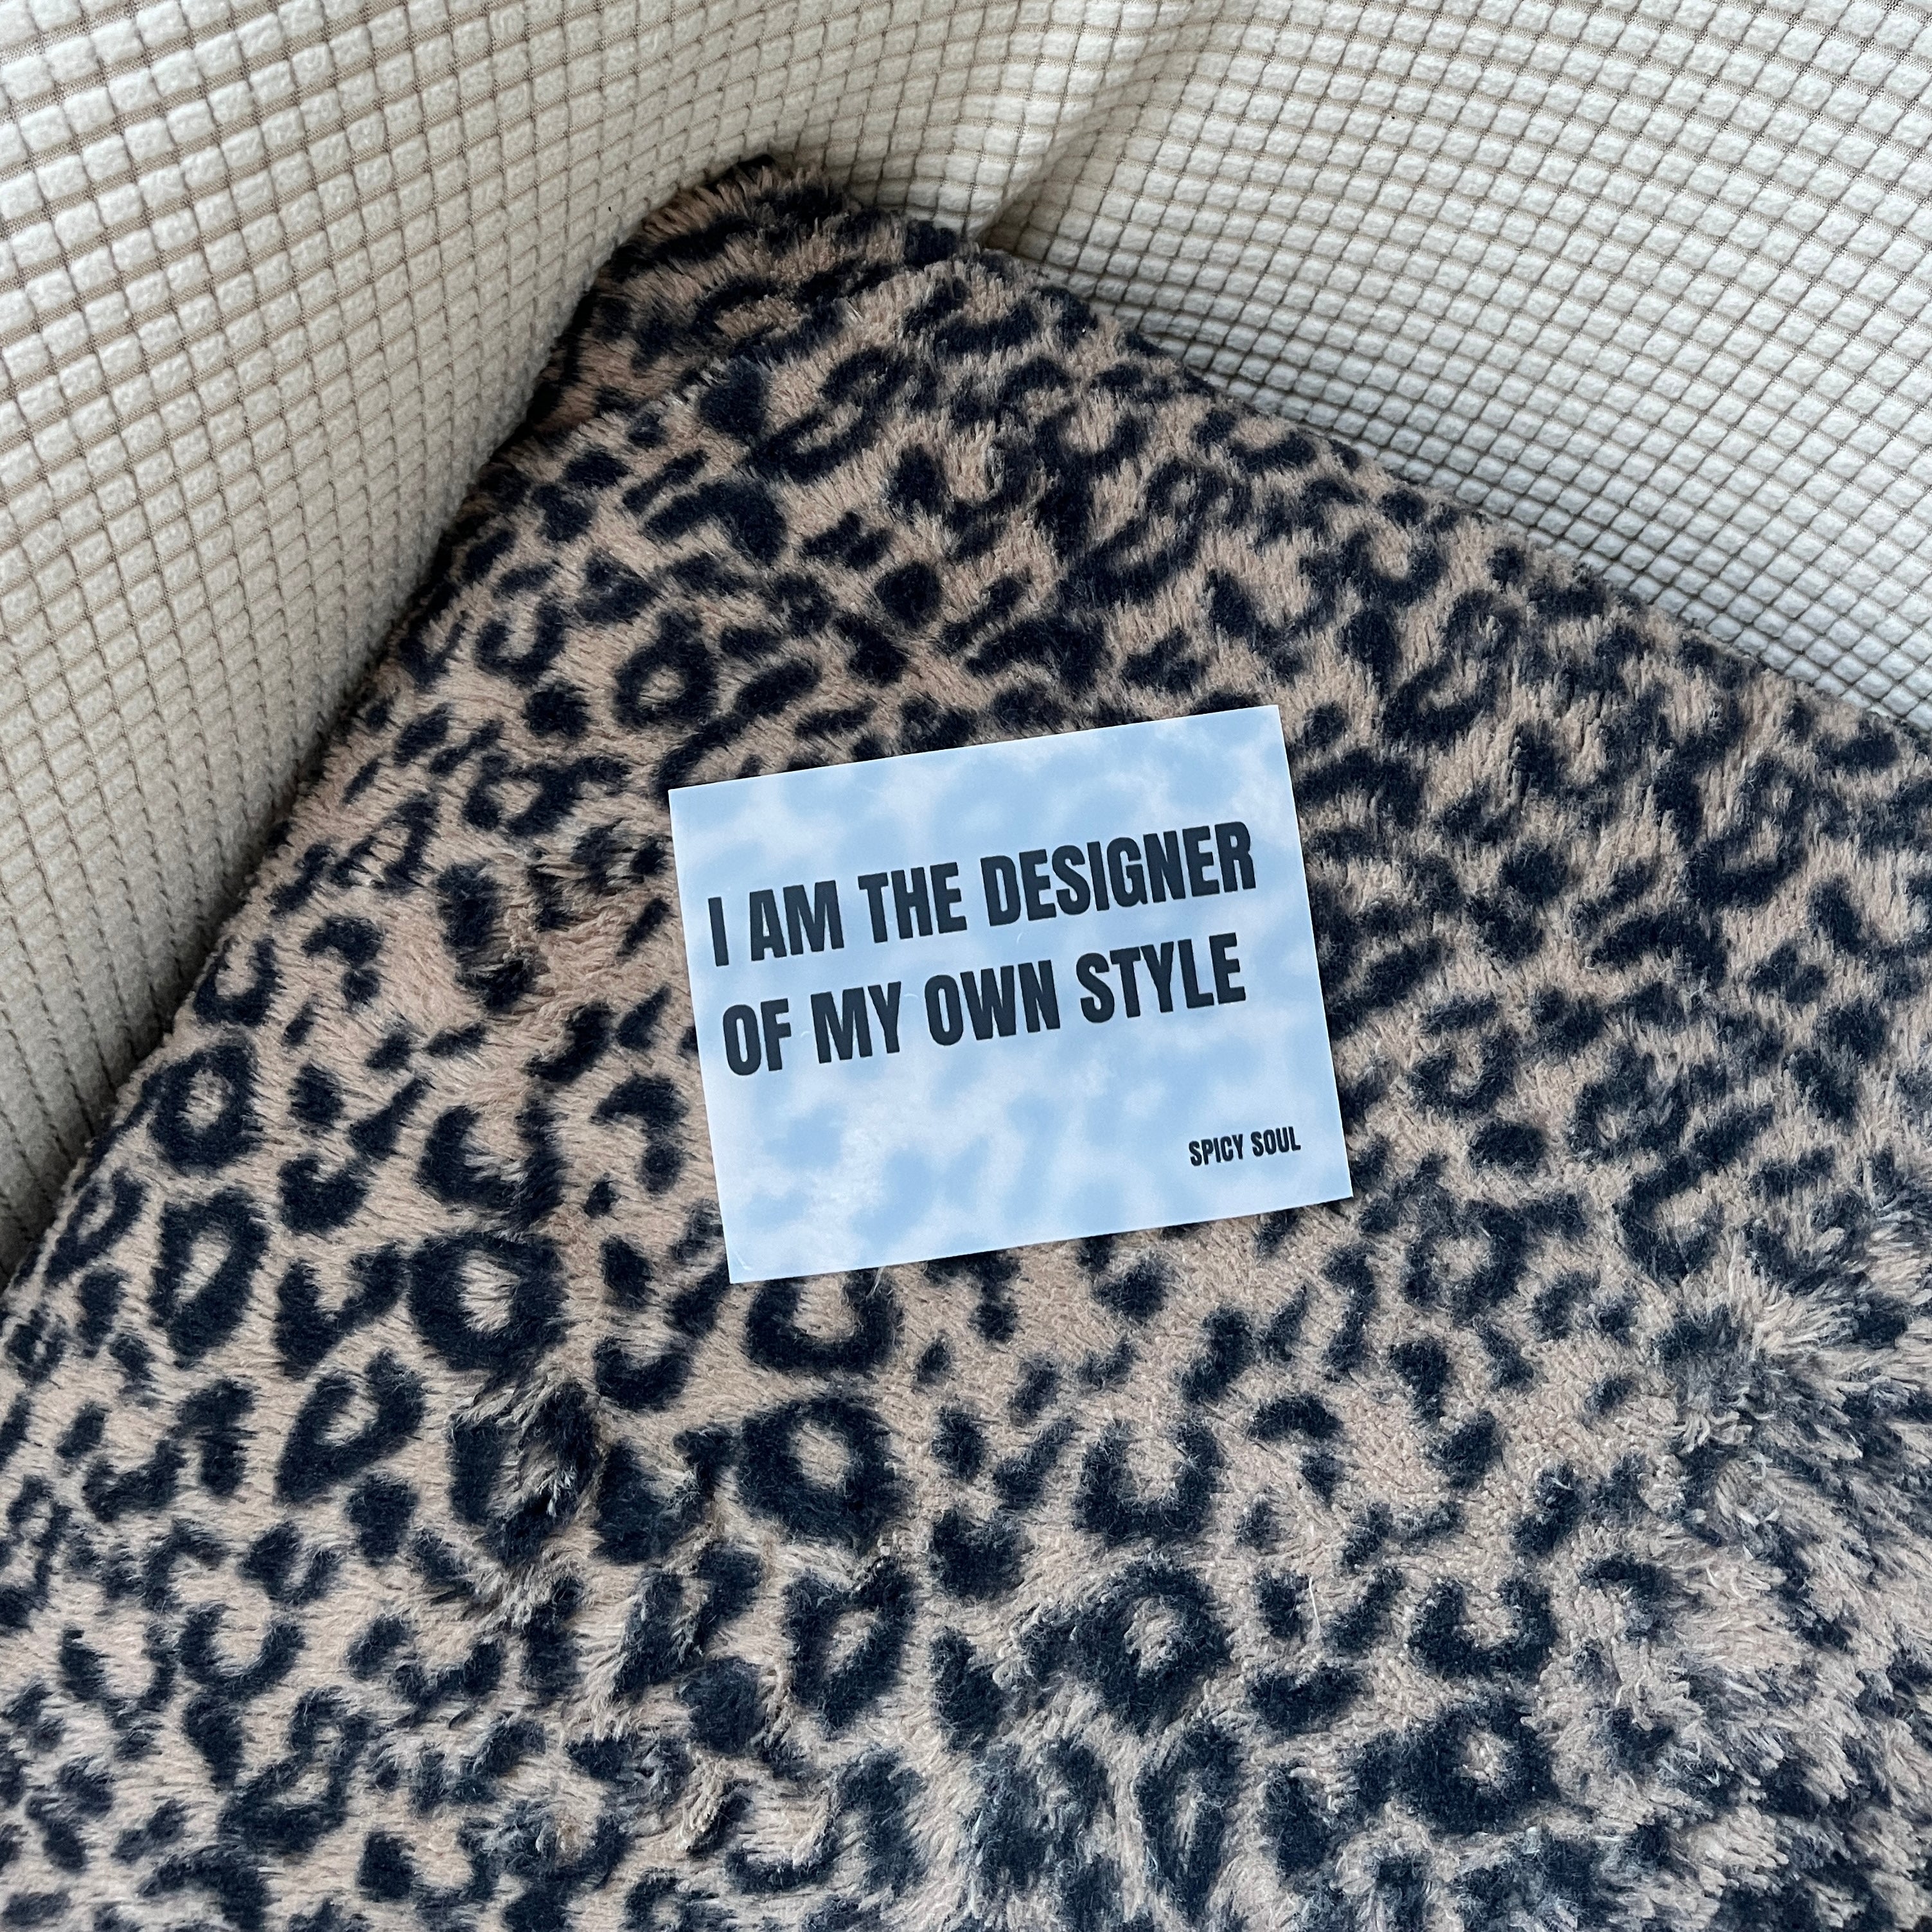 I AM THE DESIGNER
OF MY OWN STYLE
SPICY SOUL